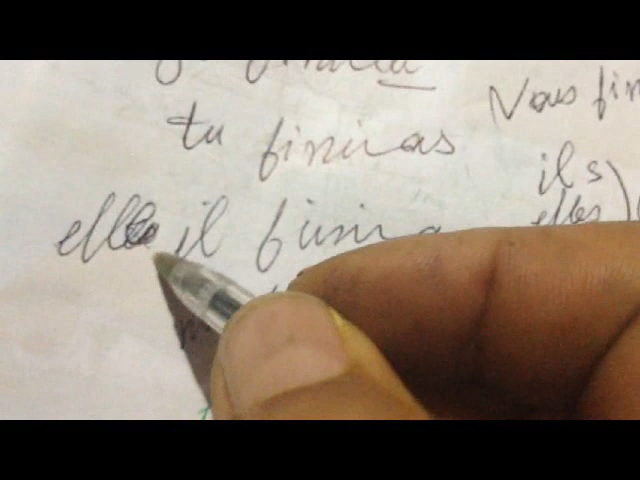 tu finiras
elle il finira
Vous fin
ils
elles